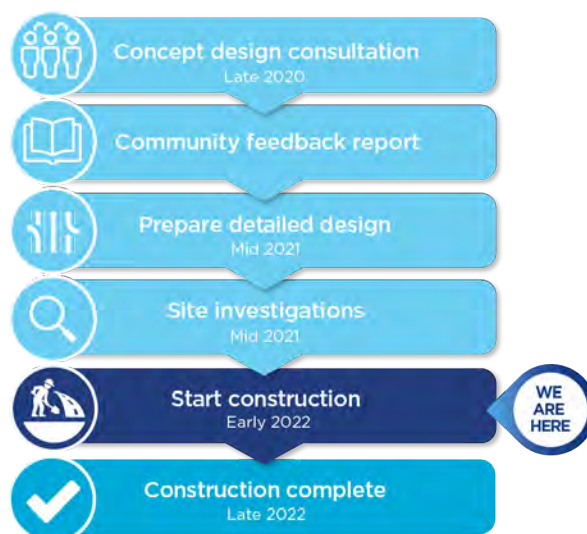 Concept design consultation
Late 2020
Community feedback report
Prepare detailed design
Mid 2021
Site investigations
Mid 2021
Start construction
Early 2022
WE
ARE
HERE
Construction complete
Late 2022